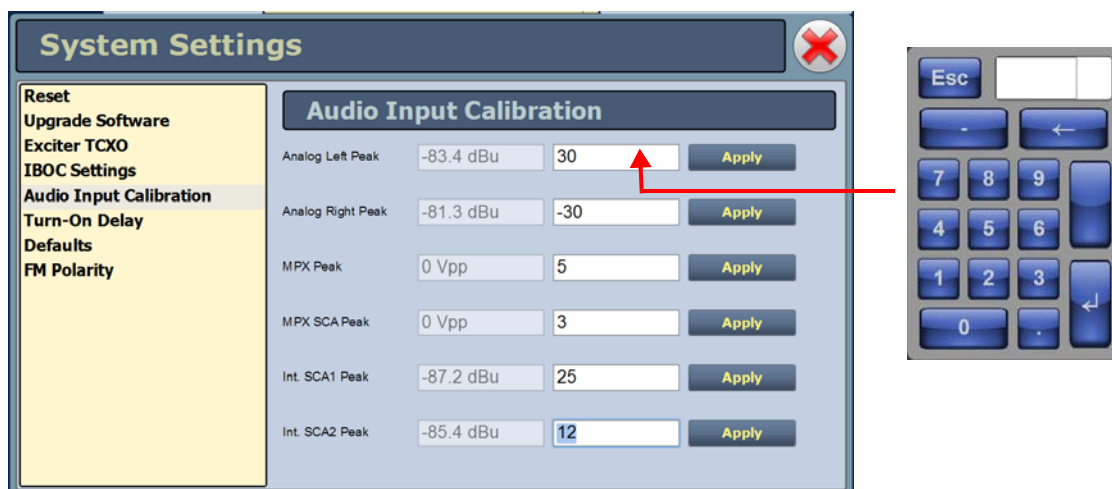 System Settings
Reset
Upgrade Software
Exciter TCXO
IBOC Settings
Audio Input Calibration
Turn-On Delay
Defaults
FM Polarity
Audio Input Calibration
Analog Left Peak -83.4 dBu 30 Apply
Analog Right Peak -81.3 dBu -30 Apply
MPX Peak 0 Vpp 5 Apply
MPX SCA Peak 0 Vpp 3 Apply
Int. SCA1 Peak -87.2 dBu 25 Apply
Int. SCA2 Peak -85.4 dBu 12 Apply
Esc
- ←
7 8 9
4 5 6
1 2 3
0 . ↵